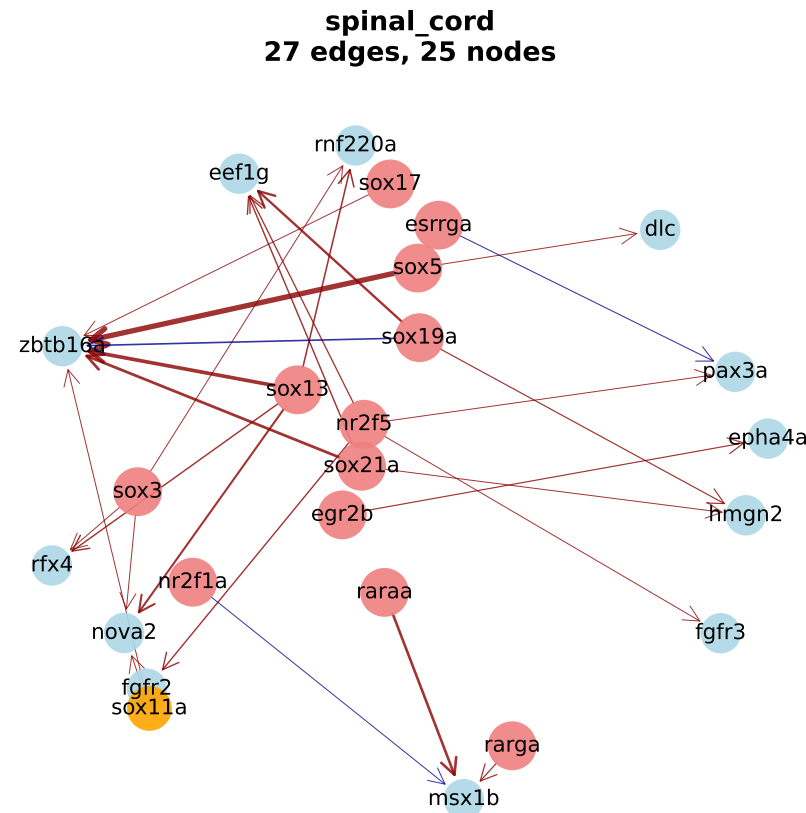 spinal_cord
27 edges, 25 nodes
rnf220a
eef1g
sox17
esrrga
dlc
sox5
sox19a
zbtb16a
pax3a
sox13
nr2f5
epha4a
sox21a
sox3
egr2b
hmgn2
rfx4
nr2f1a
raraa
nova2
fgfr3
fgfr2
sox11a
rarga
msx1b